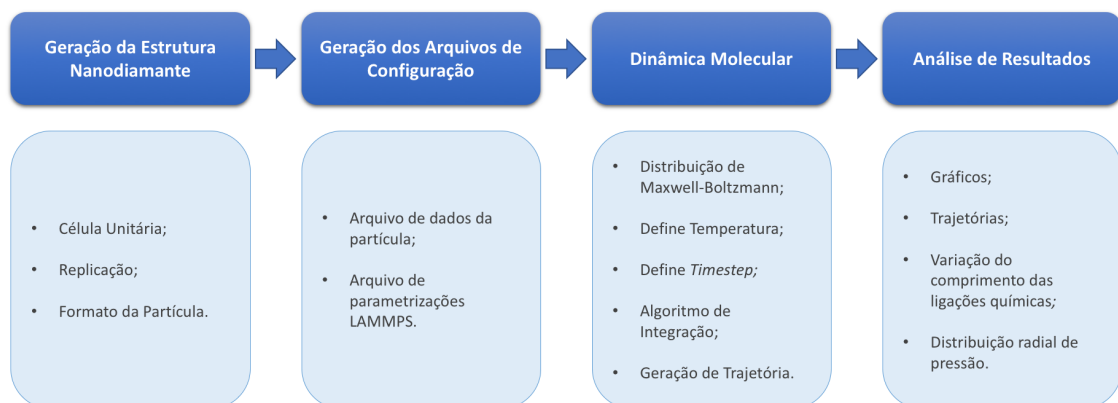 Geração da Estrutura
Nanodiamante
Geração dos Arquivos de
Configuração
Dinâmica Molecular
Análise de Resultados
• Célula Unitária;
• Replicação;
• Formato da Partícula.
• Arquivo de dados da
partícula;
• Arquivo de
parametrizações
LAMMPS.
• Distribuição de
Maxwell-Boltzmann;
• Define Temperatura;
• Define Timestep;
• Algoritmo de
Integração;
• Geração de Trajetória.
• Gráficos;
• Trajetórias;
• Variação do
comprimento das
ligações químicas;
• Distribuição radial de
pressão.